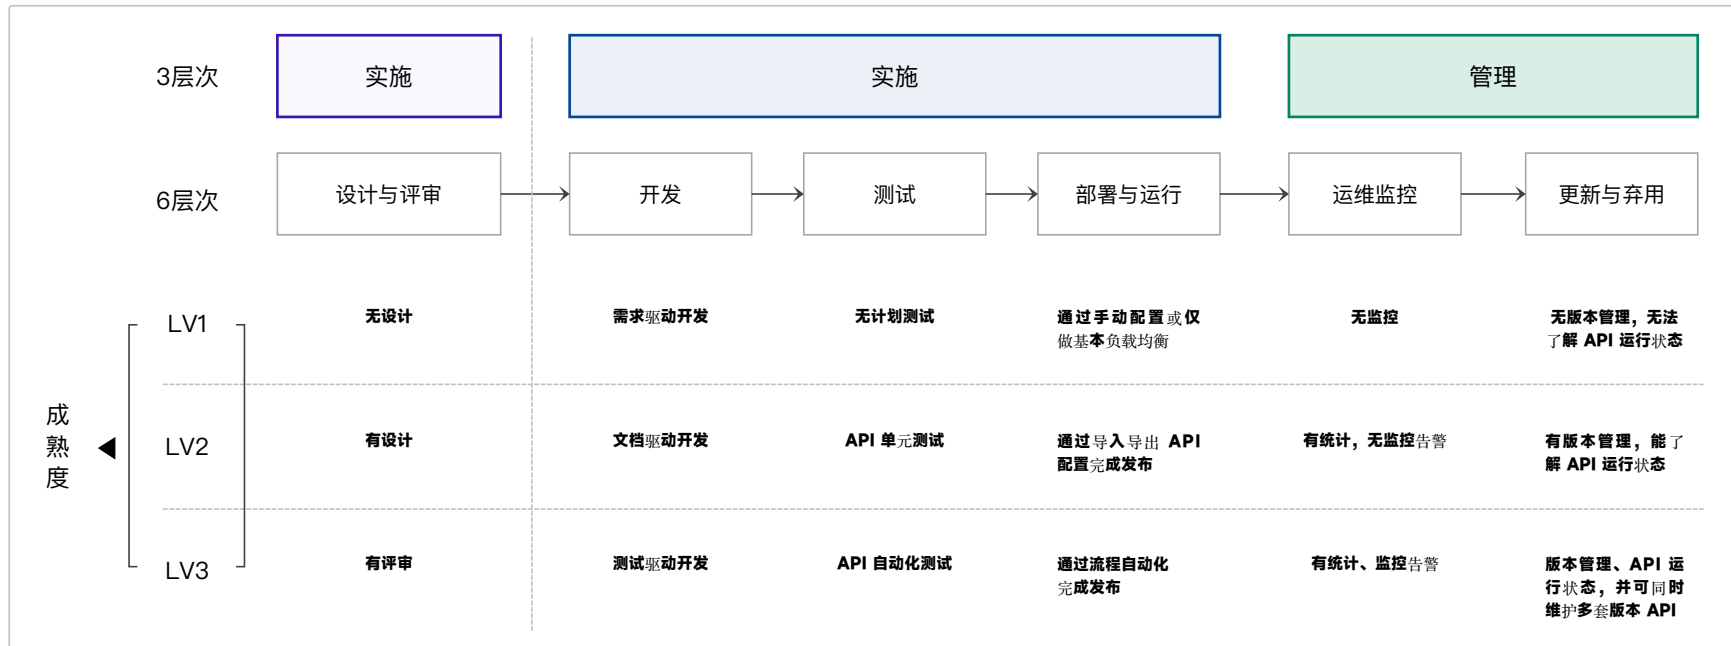 3层次
实施
实施
管理
6层次
设计与评审
开发
测试
部署与运行
运维监控
更新与弃用
成
熟
度
LV1
无设计
需求驱动开发
无计划测试
通过手动配置或仅
做基本负载均衡
无监控
无版本管理，无法
了解 API 运行状态
LV2
有设计
文档驱动开发
API 单元测试
通过导入导出 API
配置完成发布
有统计，无监控告警
有版本管理，能了
解 API 运行状态
LV3
有评审
测试驱动开发
API 自动化测试
通过流程自动化
完成发布
有统计、监控告警
版本管理、API 运
行状态，并可同时
维护多套版本 API